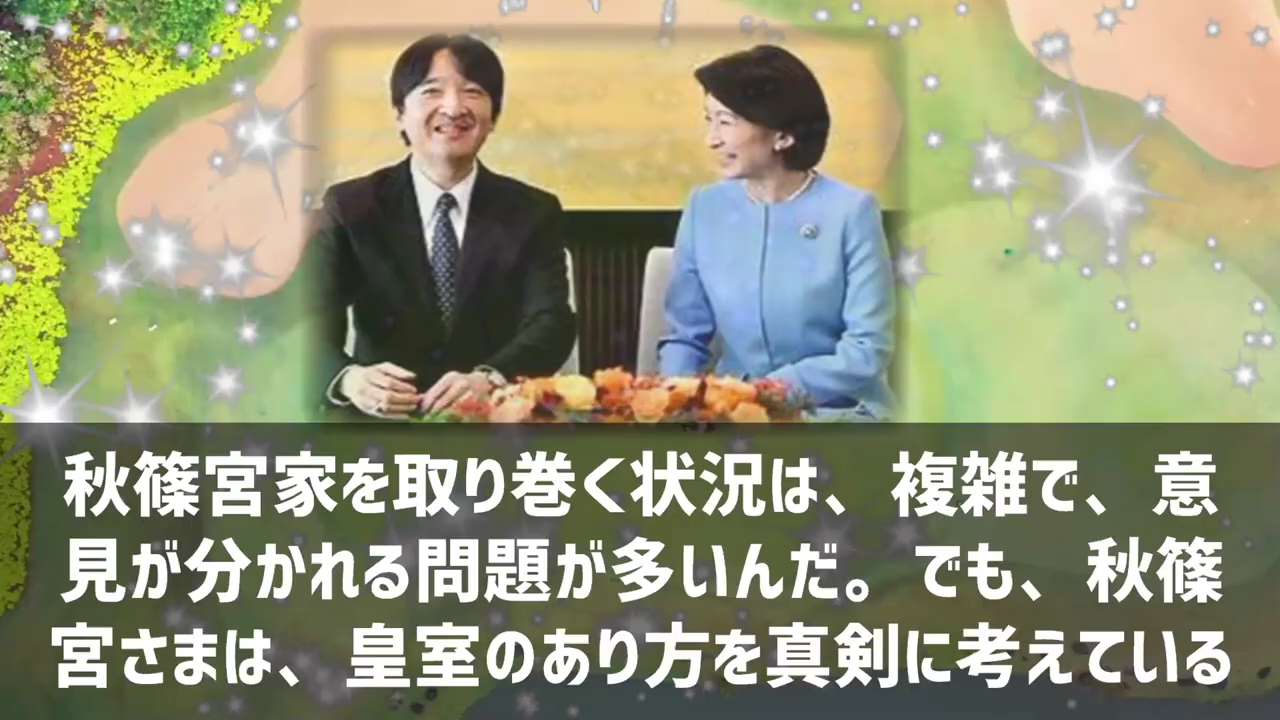 秋篠宮家を取り巻く状況は、複雑で、意
見が分かれる問題が多いんだ。でも、秋篠
宮さまは、皇室のあり方を真剣に考えている